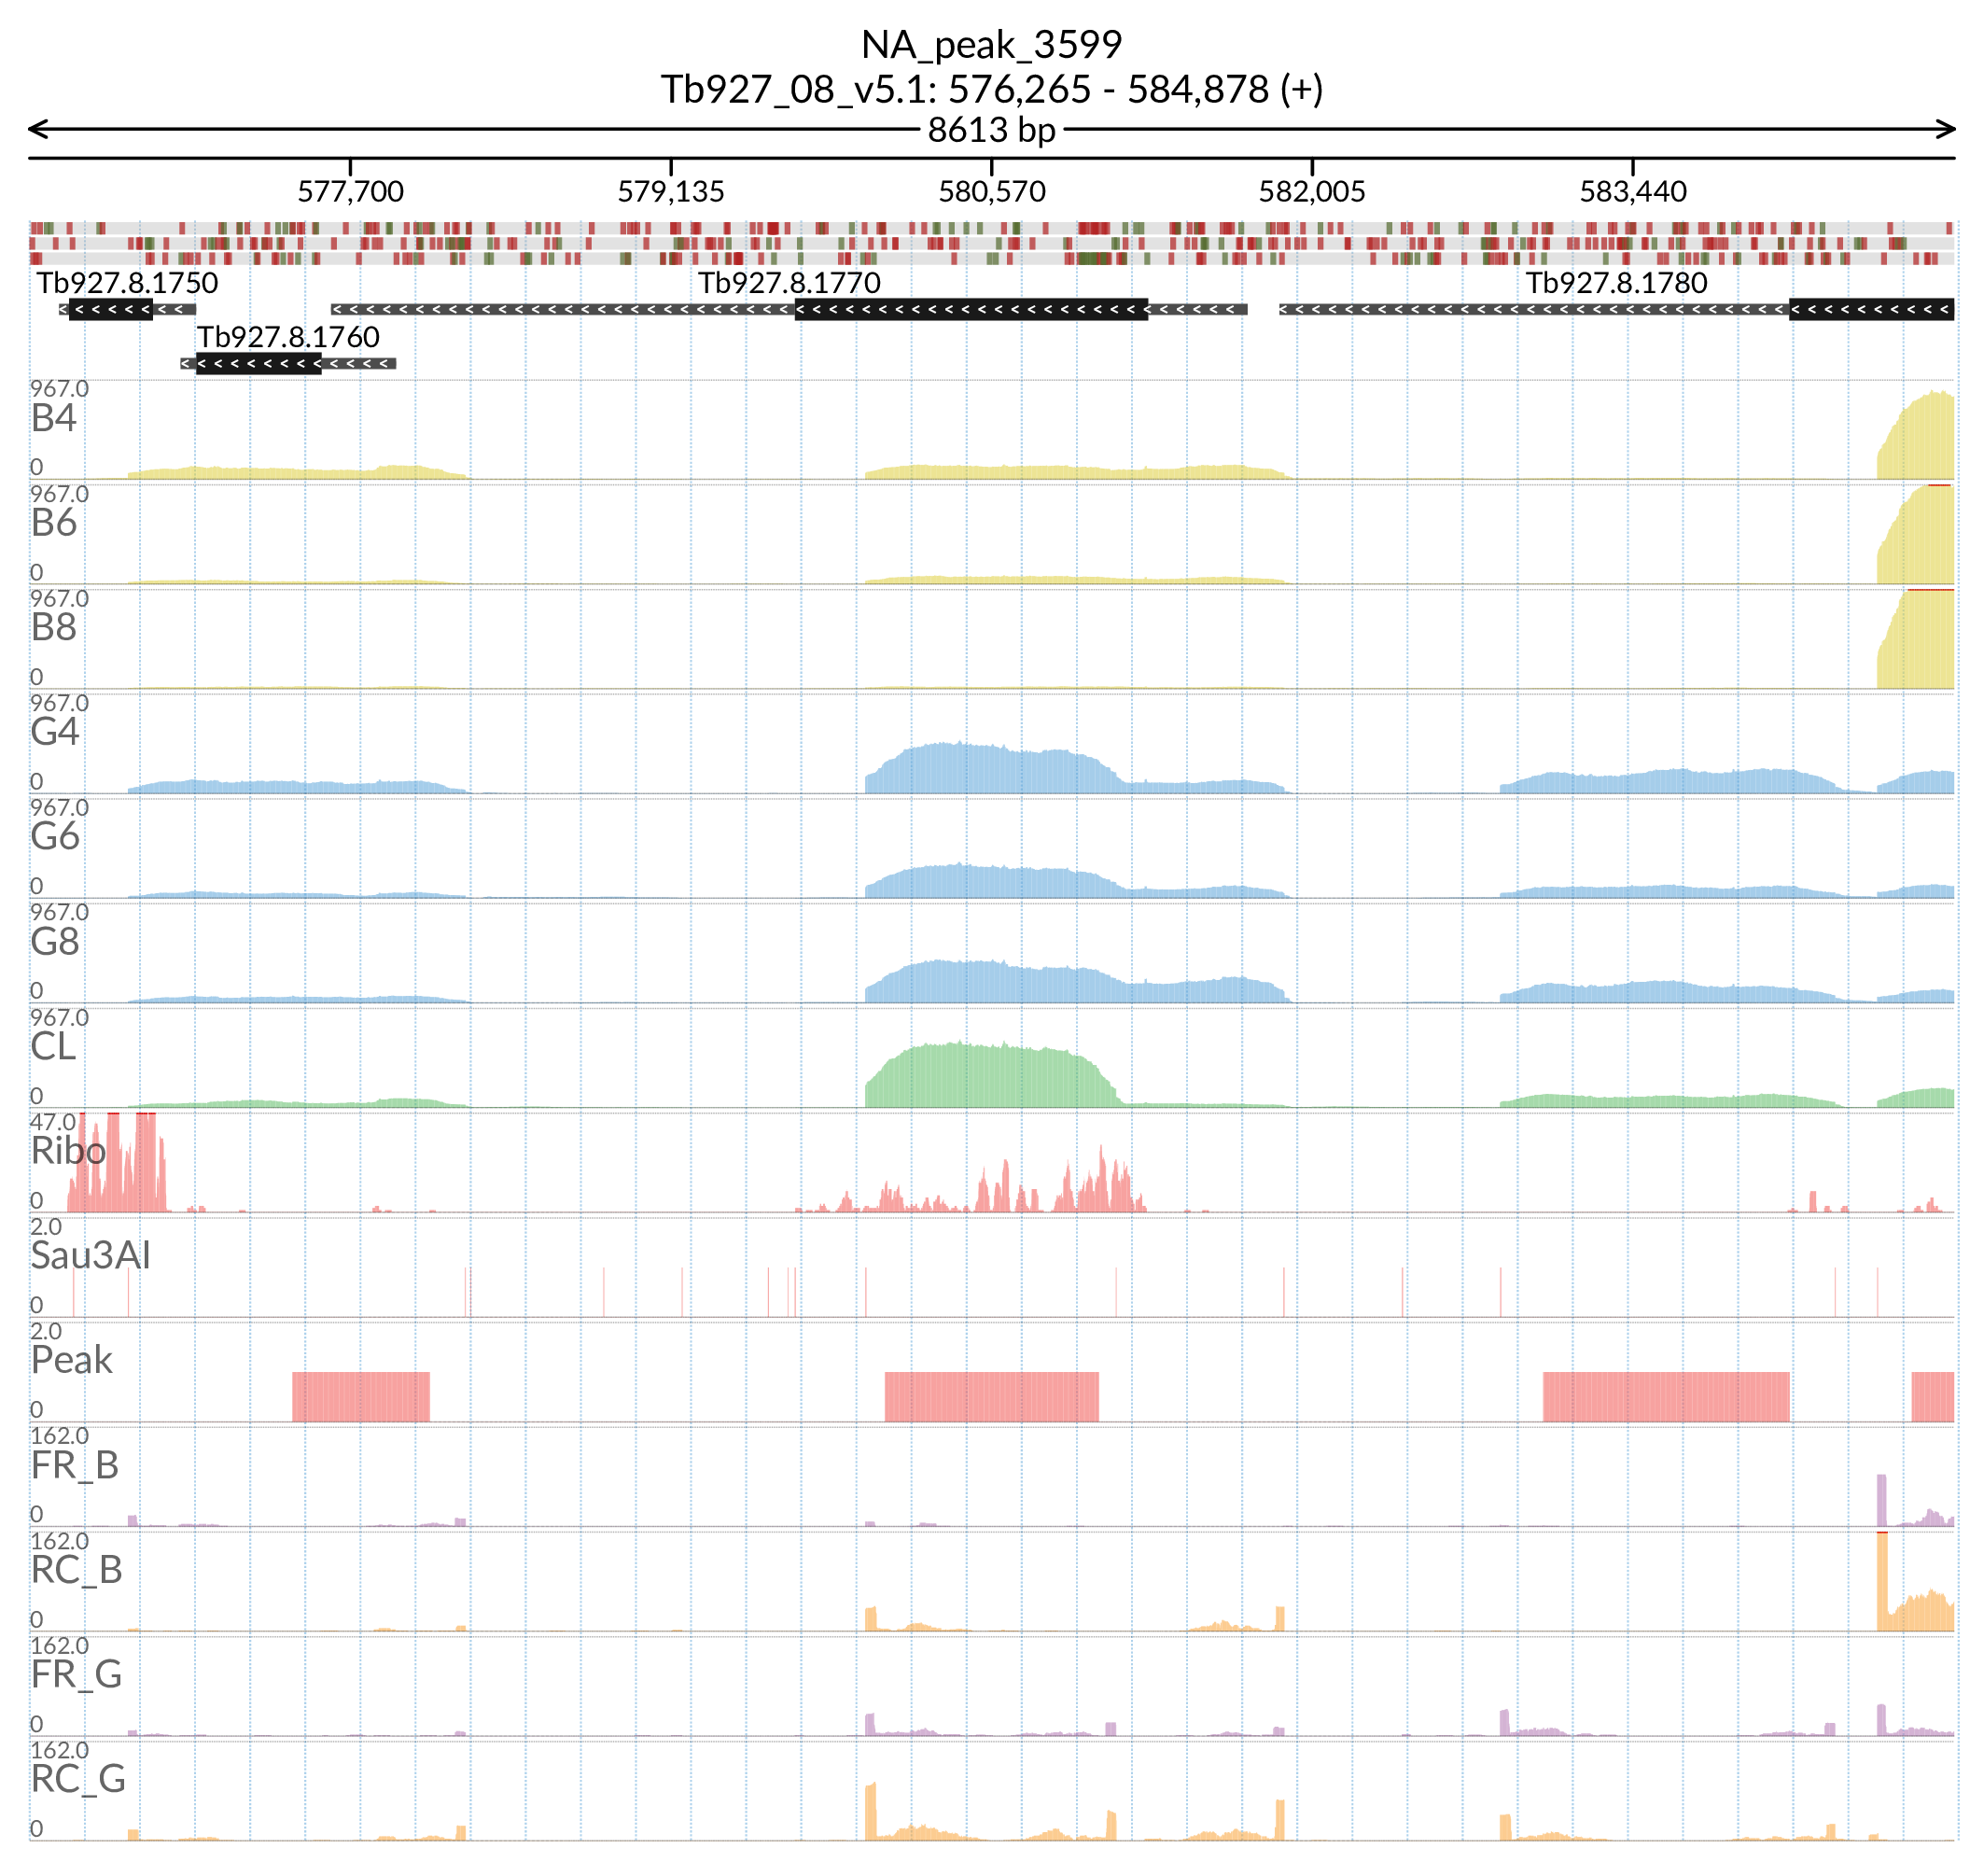 NA_peak_3599
Tb927_08_v5.1: 576,265 - 584,878 (+)
8613 bp
577,700 579,135 580,570 582,005 583,440
Tb927.8.1750 Tb927.8.1770 Tb927.8.1780
Tb927.8.1760
967.0
B4
0
967.0
B6
0
967.0
B8
0
967.0
G4
0
967.0
G6
0
967.0
G8
0
967.0
CL
0
47.0
Ribo
0
2.0
Sau3AI
0
2.0
Peak
0
162.0
FR_B
0
162.0
RC_B
0
162.0
FR_G
0
162.0
RC_G
0